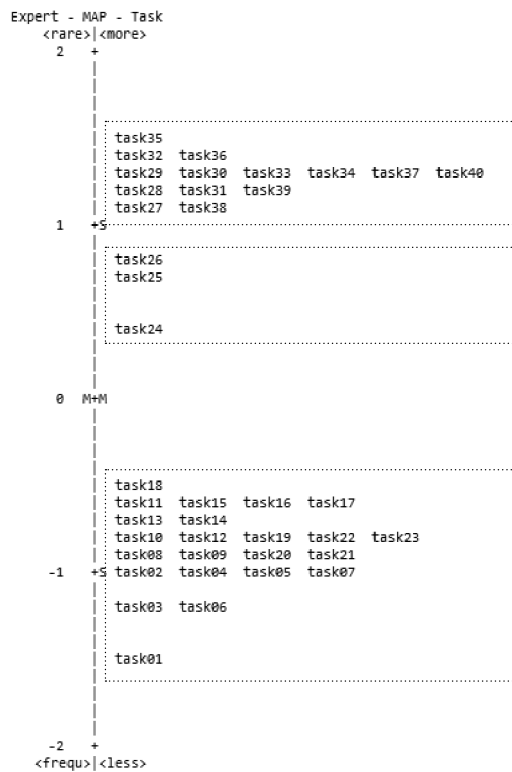 Expert - MAP - Task
<rare>|<more>
2 +
task35
task32 task36
task29 task30 task33 task34 task37 task40
task28 task31 task39
task27 task38
1 +S
task26
task25
task24
0 M+M
task18
task11 task15 task16 task17
task13 task14
task10 task12 task19 task22 task23
task08 task09 task20 task21
-1 +S task02 task04 task05 task07
task03 task06
task01
-2 +
<frequ>|<less>